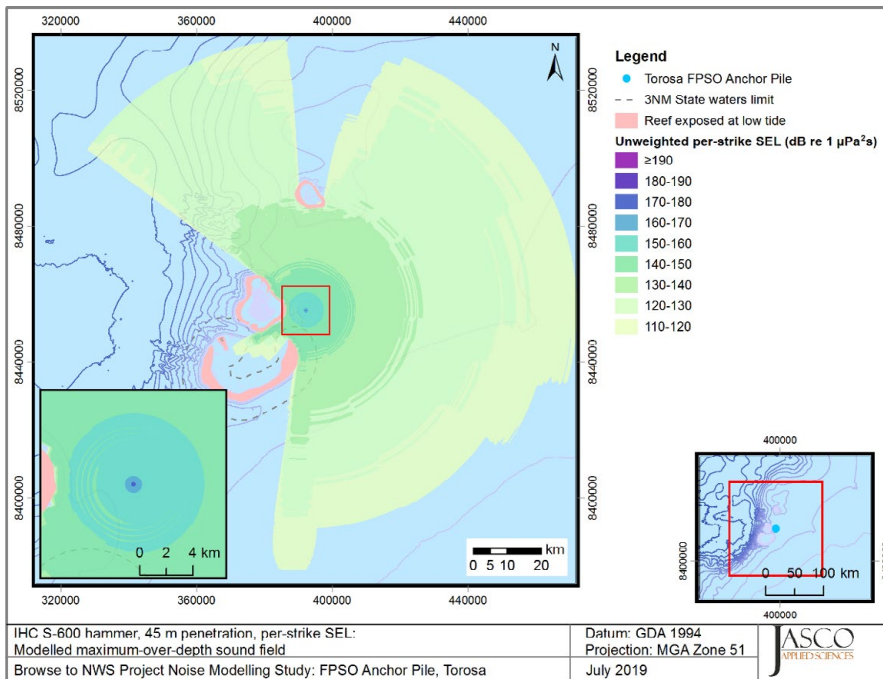 320000
360000
400000
440000
8520000
8480000
8440000
8400000
N
Legend
Torosa FPSO Anchor Pile
3NM State waters limit
Reef exposed at low tide
Unweighted per-strike SEL (dB re 1 µPa²s)
≥190
180-190
170-180
160-170
150-160
140-150
130-140
120-130
110-120
8520000
8480000
8440000
8400000
0 2 4 km
km
0 5 10 20
320000
360000
400000
440000
400000
8400000
8400000
0 50 100 km
400000
IHC S-600 hammer, 45 m penetration, per-strike SEL:
Modelled maximum-over-depth sound field
Browse to NWS Project Noise Modelling Study: FPSO Anchor Pile, Torosa
Datum: GDA 1994
Projection: MGA Zone 51
July 2019
JASCO
APPLIED SCIENCES